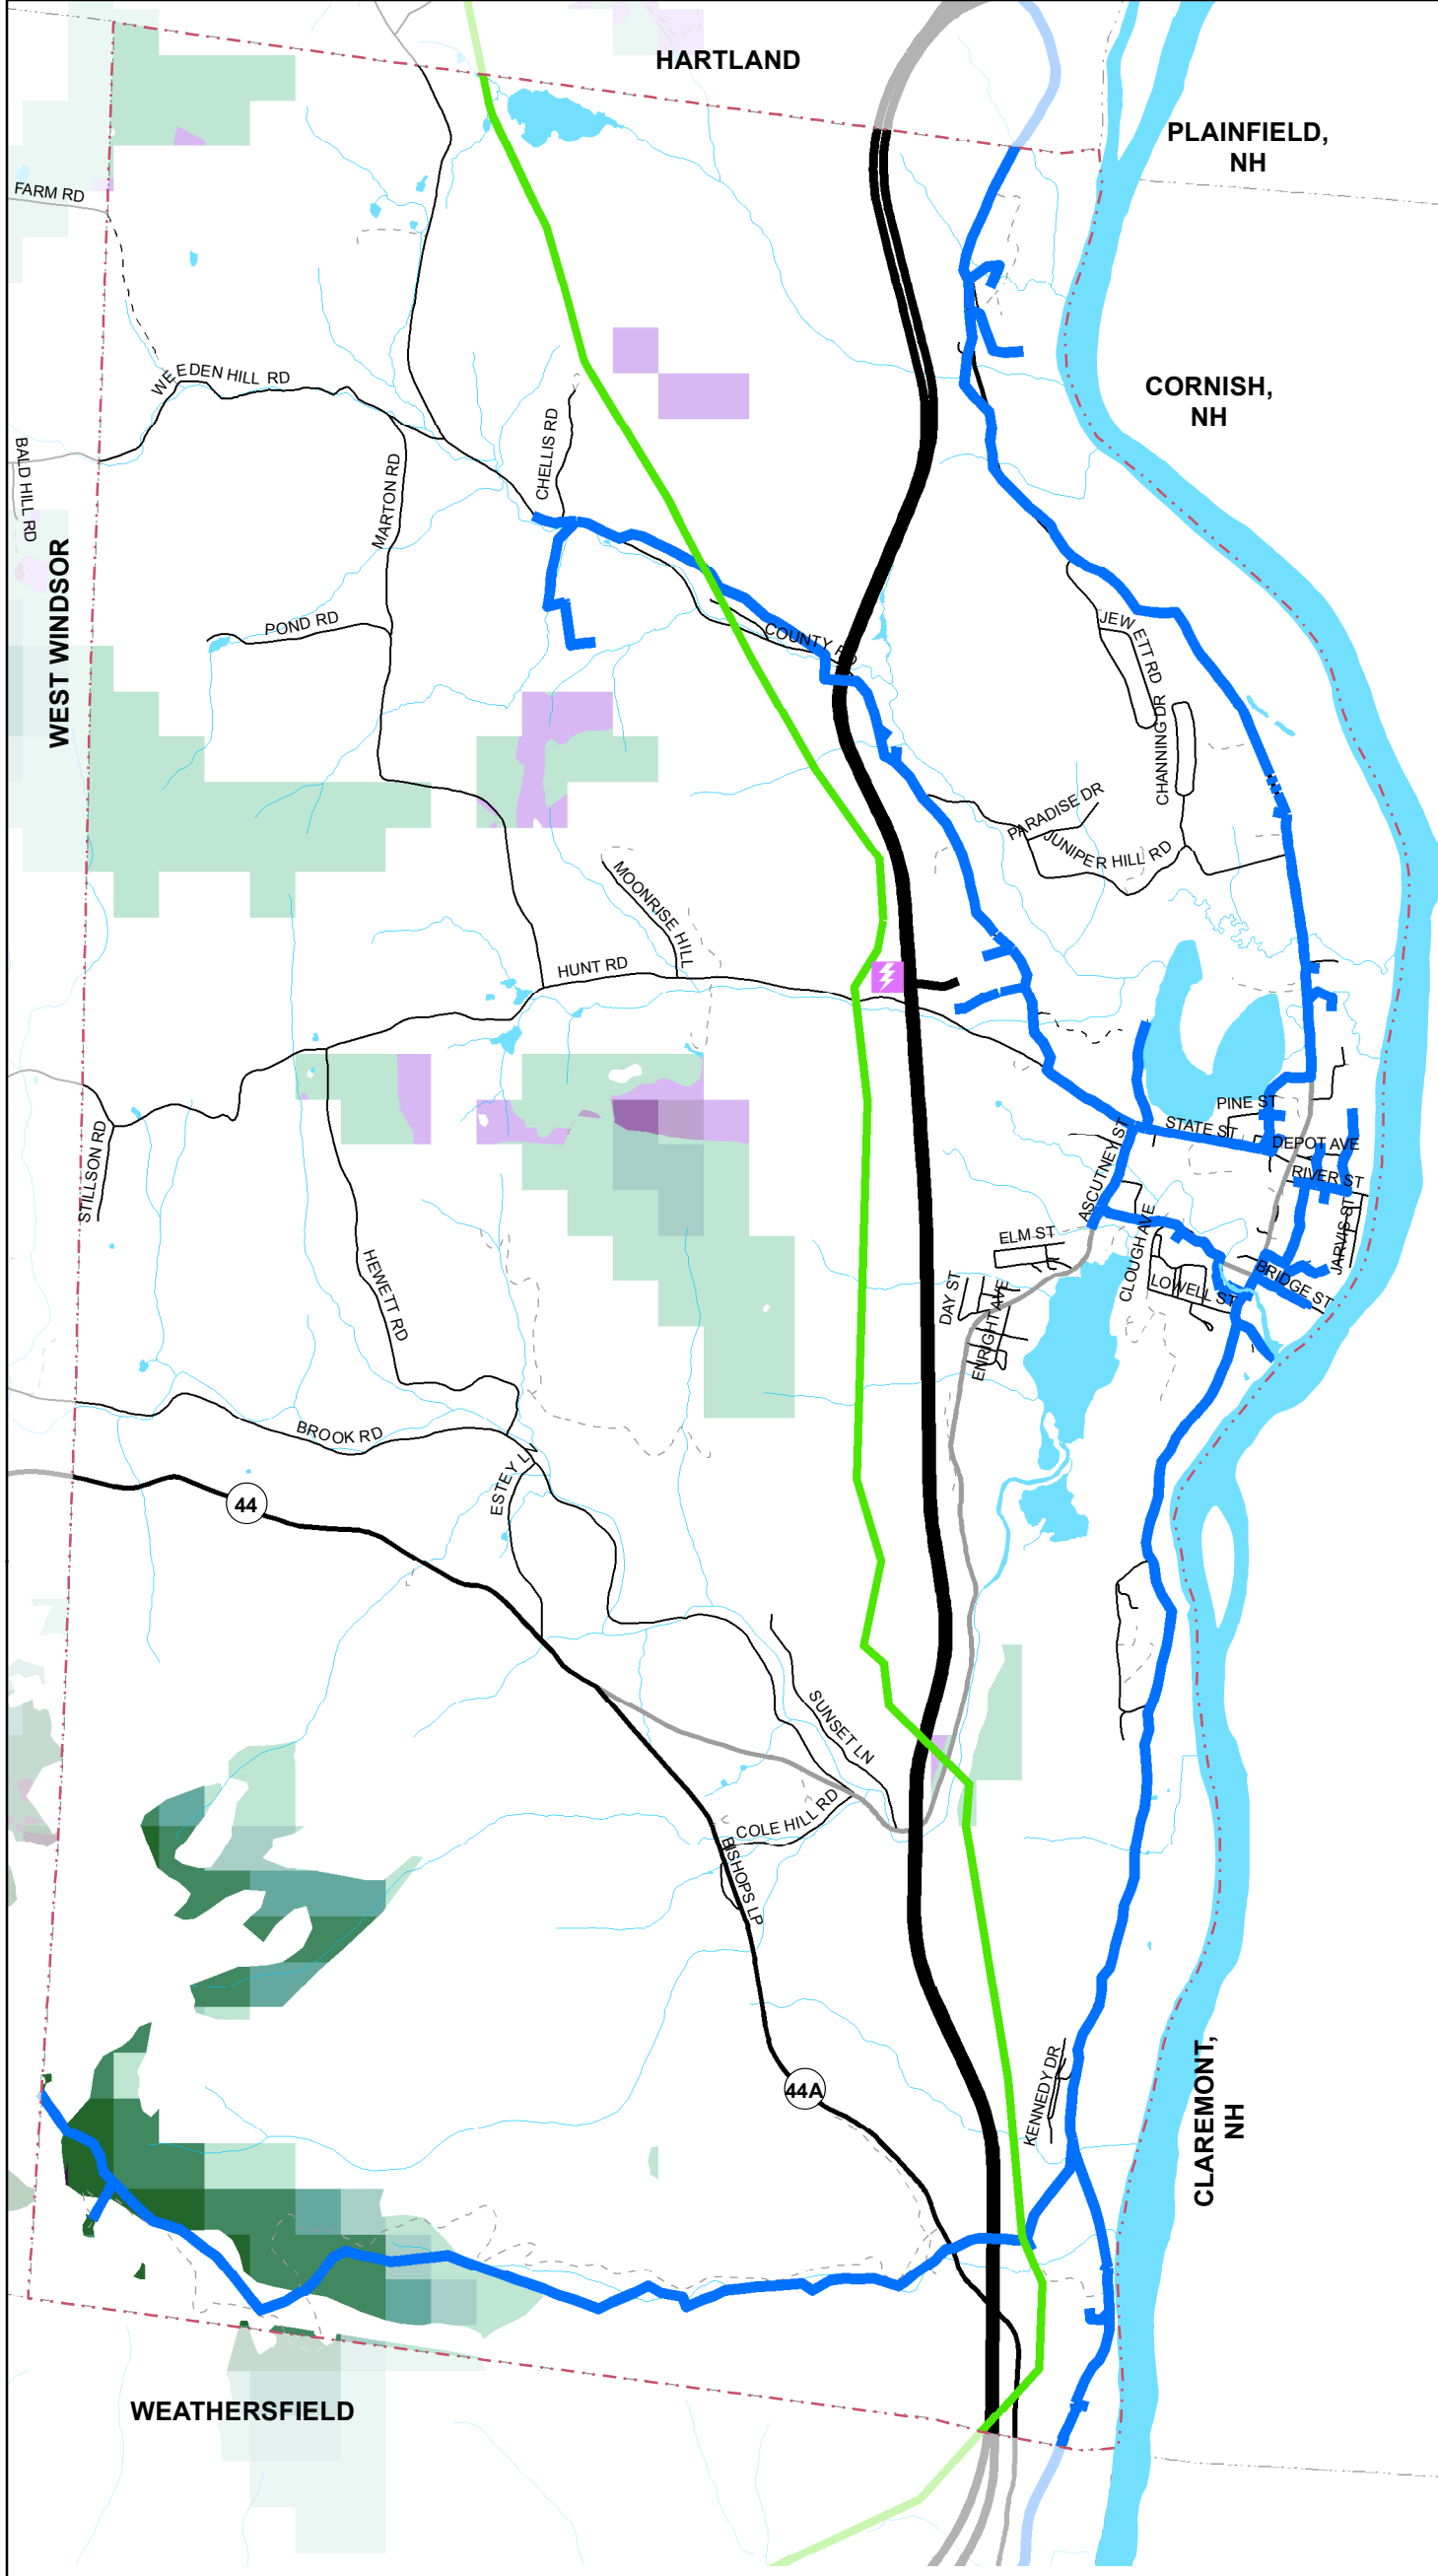 HARTLAND
PLAINFIELD,
NH
FARM RD
WEEDEN HILL RD
CORNISH,
NH
BALD HILL RD
CHELLIS RD
MARTON RD
WEST WINDSOR
POND RD
COUNTY RD
JEWETT RD
CHANNING DR
PARADISE DR
JUNIPER HILL RD
MOONRISE HILL
HUNT RD
PINE ST
STATE ST
DEPOT AVE
RIVER ST
STILLSON RD
ASCUTNEY ST
JARVIS ST
CLOUGH AVE
ELM ST
HEWETT RD
DAY ST
ENRIGHT AVE
LOWELL ST
BRIDGE ST
BROOK RD
ESTEY LN
44
SUNSET LN
COLE HILL RD
BISHOPS LP
44A
KENNEDY DR
CLAREMONT,
NH
WEATHERSFIELD